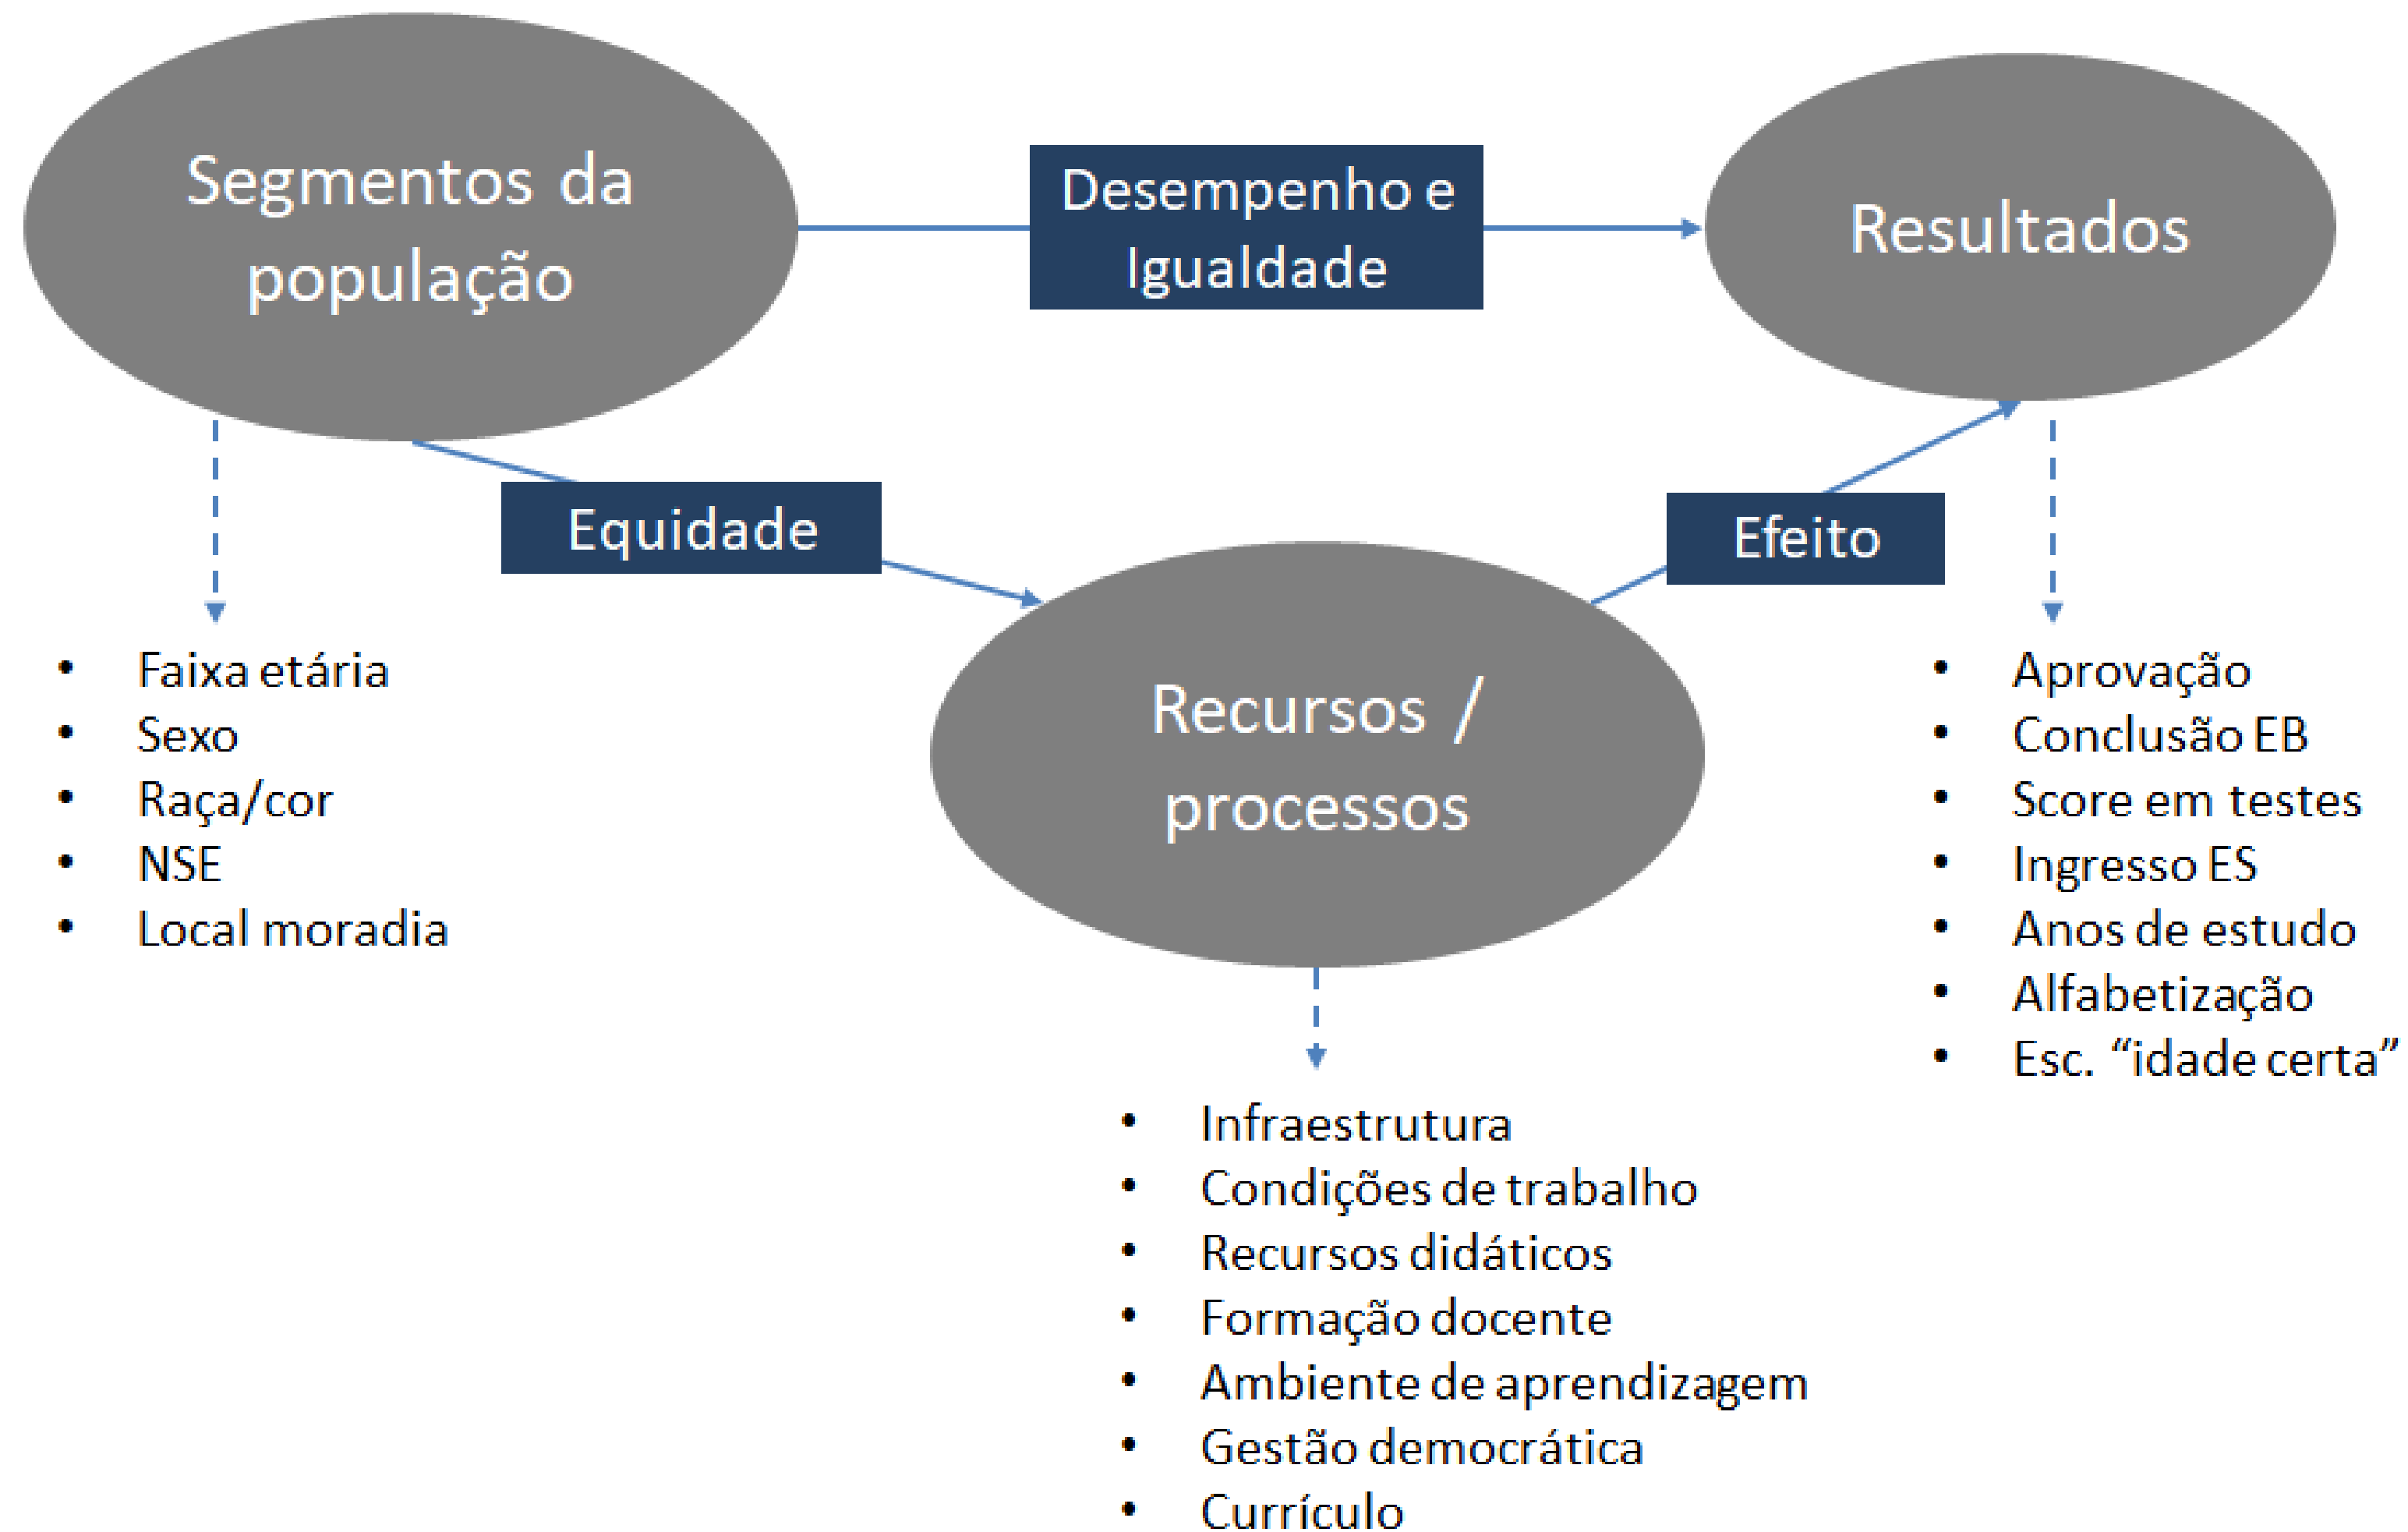 Segmentos da
população
Desempenho e
Igualdade
Resultados
Equidade
Efeito
Recursos /
processos
• Faixa etária
• Sexo
• Raça/cor
• NSE
• Local moradia
• Aprovação
• Conclusão EB
• Score em testes
• Ingresso ES
• Anos de estudo
• Alfabetização
• Esc. “idade certa”
• Infraestrutura
• Condições de trabalho
• Recursos didáticos
• Formação docente
• Ambiente de aprendizagem
• Gestão democrática
• Currículo